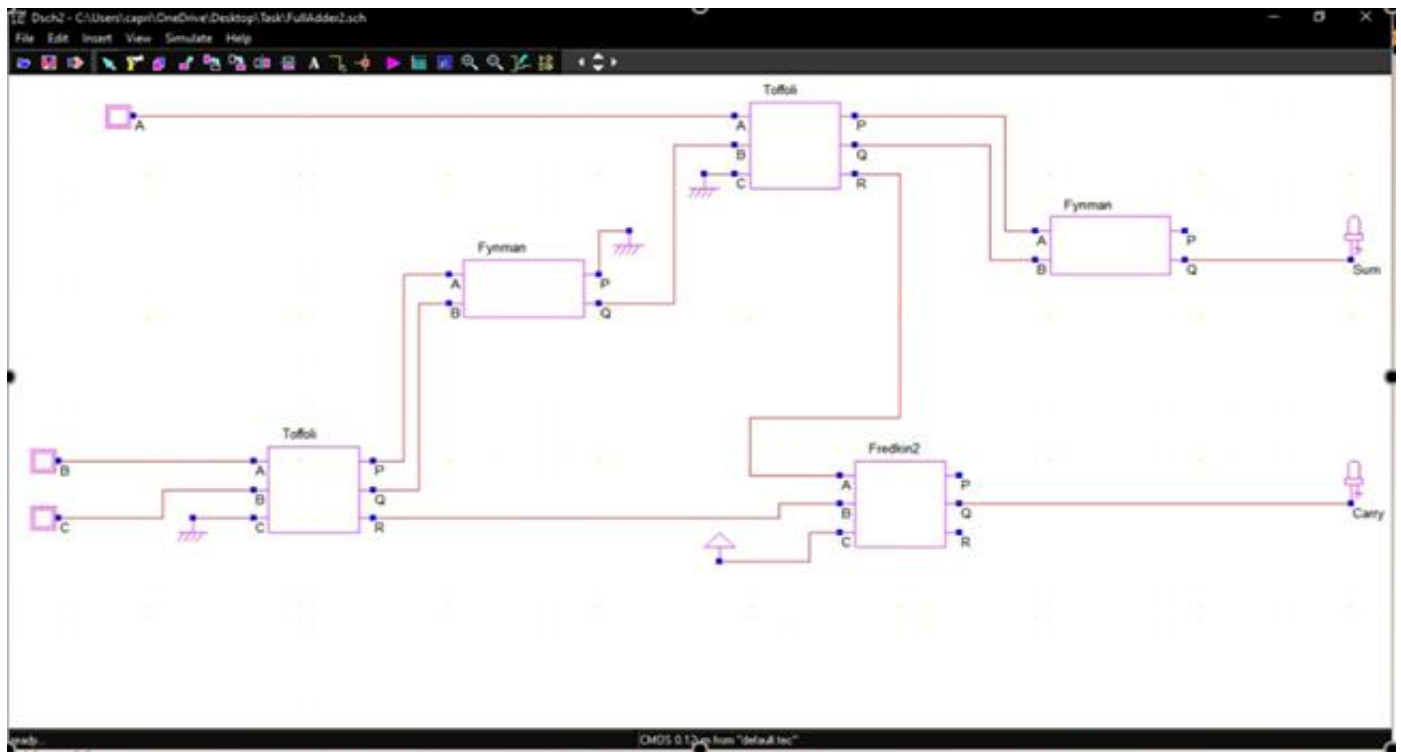 Dsch2 - C:\Users\capri\OneDrive\Desktop\Task\FullAdder2.sch
File Edit Insert View Simulate Help
A
Toffoli
A
A
P
B
Q
C
R
Fynman
A
P
B
Q
Sum
Fynman
A
P
B
Q
Toffoli
B
A
P
B
Q
C
C
R
Fredkin2
A
P
B
Q
Carry
C
R
CMOS 0.12µm from "default.tec"